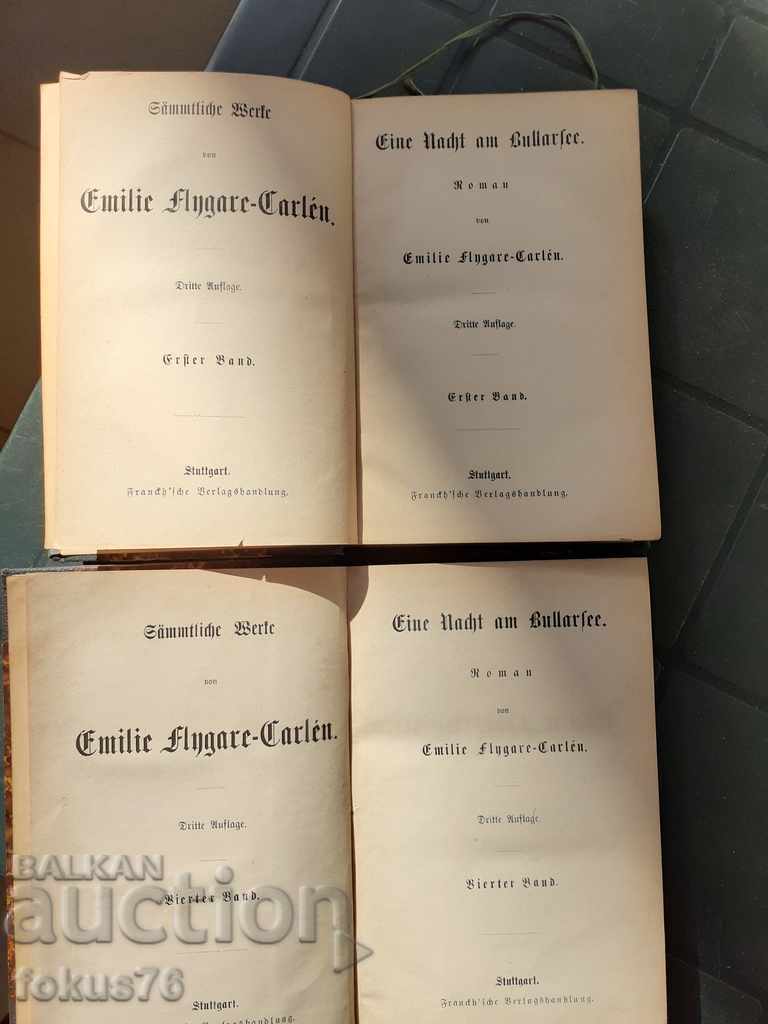 Sämmtliche Werke
von
Emilie Flygare-Carlén.
Dritte Auflage.
Erster Band.
Stuttgart.
Franckh'sche Verlagshandlung.
Eine Nacht am Bullarsee.
Roman
von
Emilie Flygare-Carlén.
Dritte Auflage.
Erster Band.
Stuttgart.
Franckh'sche Verlagshandlung.
Sämmtliche Werke
von
Emilie Flygare-Carlén.
Dritte Auflage.
Vierter Band.
Stuttgart.
Franckh'sche Verlagshandlung.
Eine Nacht am Bullarsee.
Roman
von
Emilie Flygare-Carlén.
Dritte Auflage.
Vierter Band.
Stuttgart.
Franckh'sche Verlagshandlung.
BALKAN
auction
fokus76